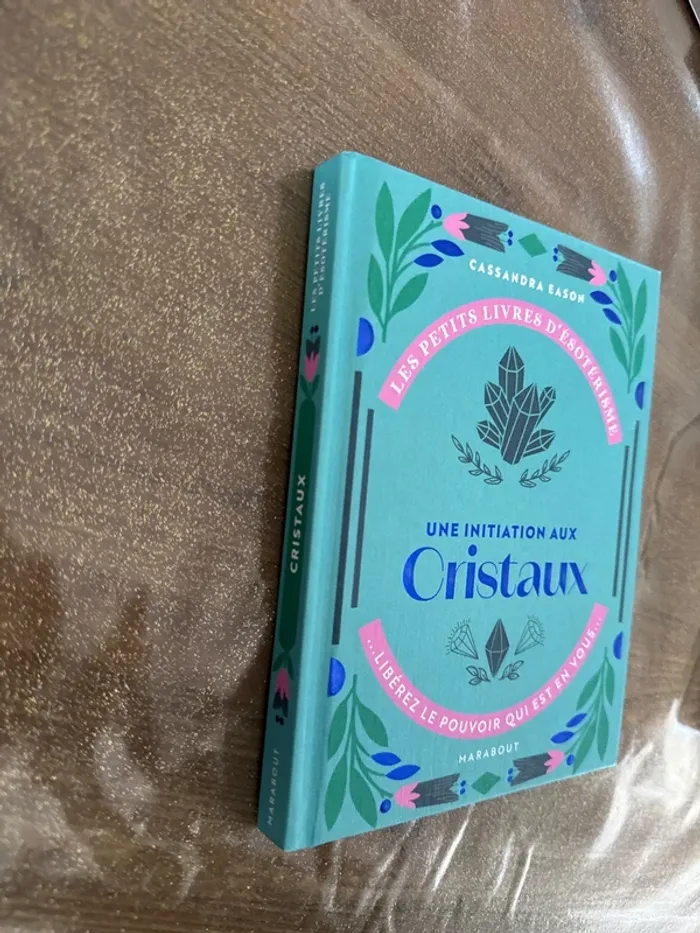 CASSANDRA EASON
LES PETITS LIVRES D'ÉSOTÉRISME
UNE INITIATION AUX
Cristaux
...LIBÉREZ LE POUVOIR QUI EST EN VOUS...
MARABOUT
LES PETITS LIVRES
D'ÉSOTÉRISME
CRISTAUX
MARABOUT